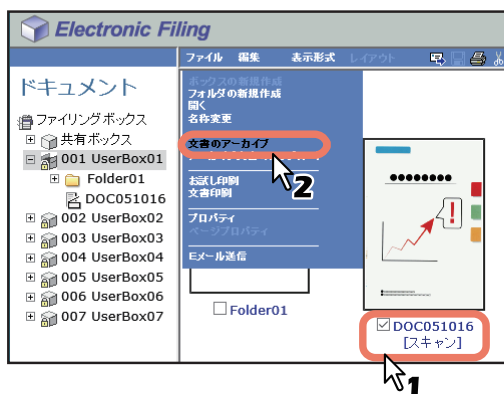 Electronic Filing
ファイル 編集 表示形式 レイアウト
ドキュメント
ファイリングボックス
共有ボックス
001 UserBox01
Folder01
DOC051016
002 UserBox02
003 UserBox03
004 UserBox04
005 UserBox05
006 UserBox06
007 UserBox07
ボックスの新規作成
フォルダの新規作成
開く
名称変更
文書のアーカイブ
お試し印刷
文書印刷
プロパティ
ページプロパティ
Eメール送信
2
Folder01
DOC051016
[スキャン]
1